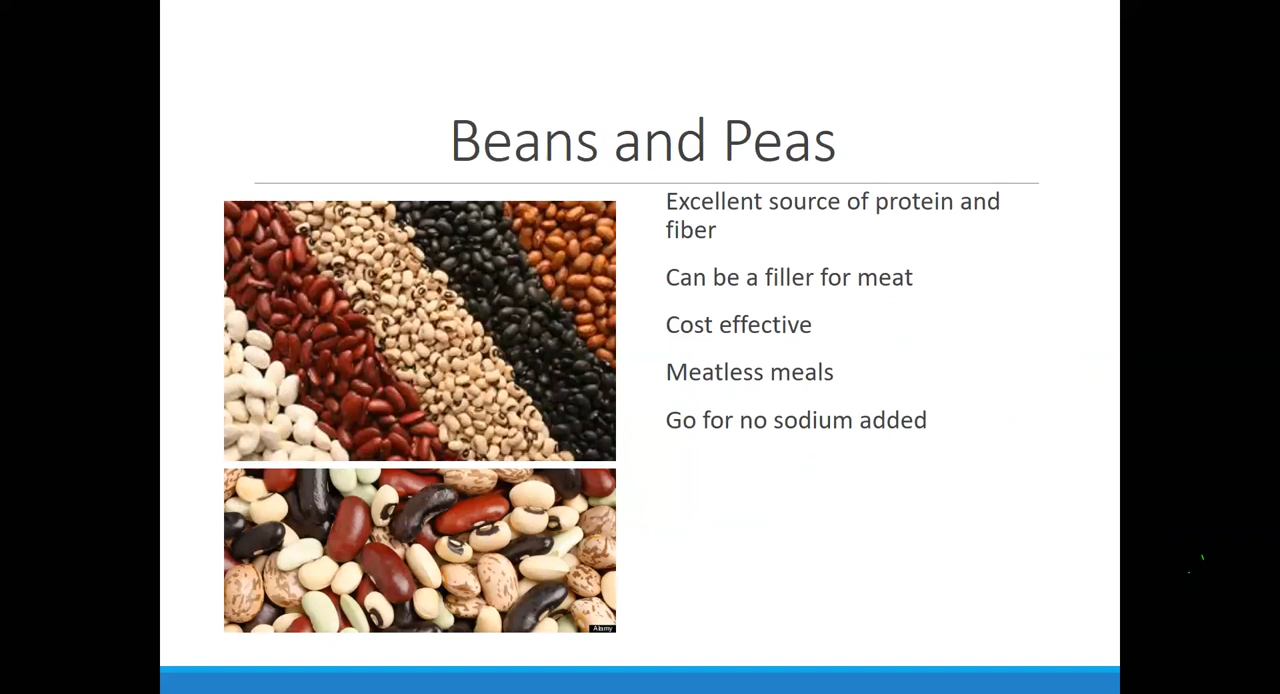 Beans and Peas
Excellent source of protein and
fiber
Can be a filler for meat
Cost effective
Meatless meals
Go for no sodium added
Alamy